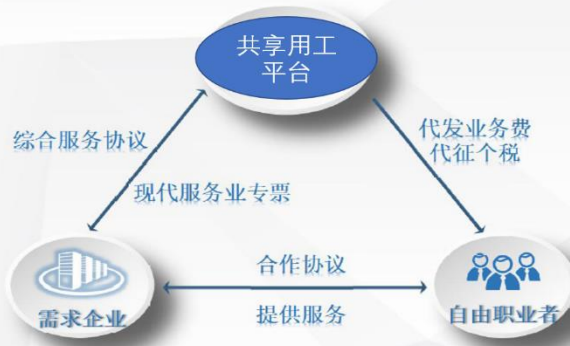 共享用工
平台
综合服务协议
代发业务费
代征个税
现代服务业专票
合作协议
需求企业
提供服务
自由职业者